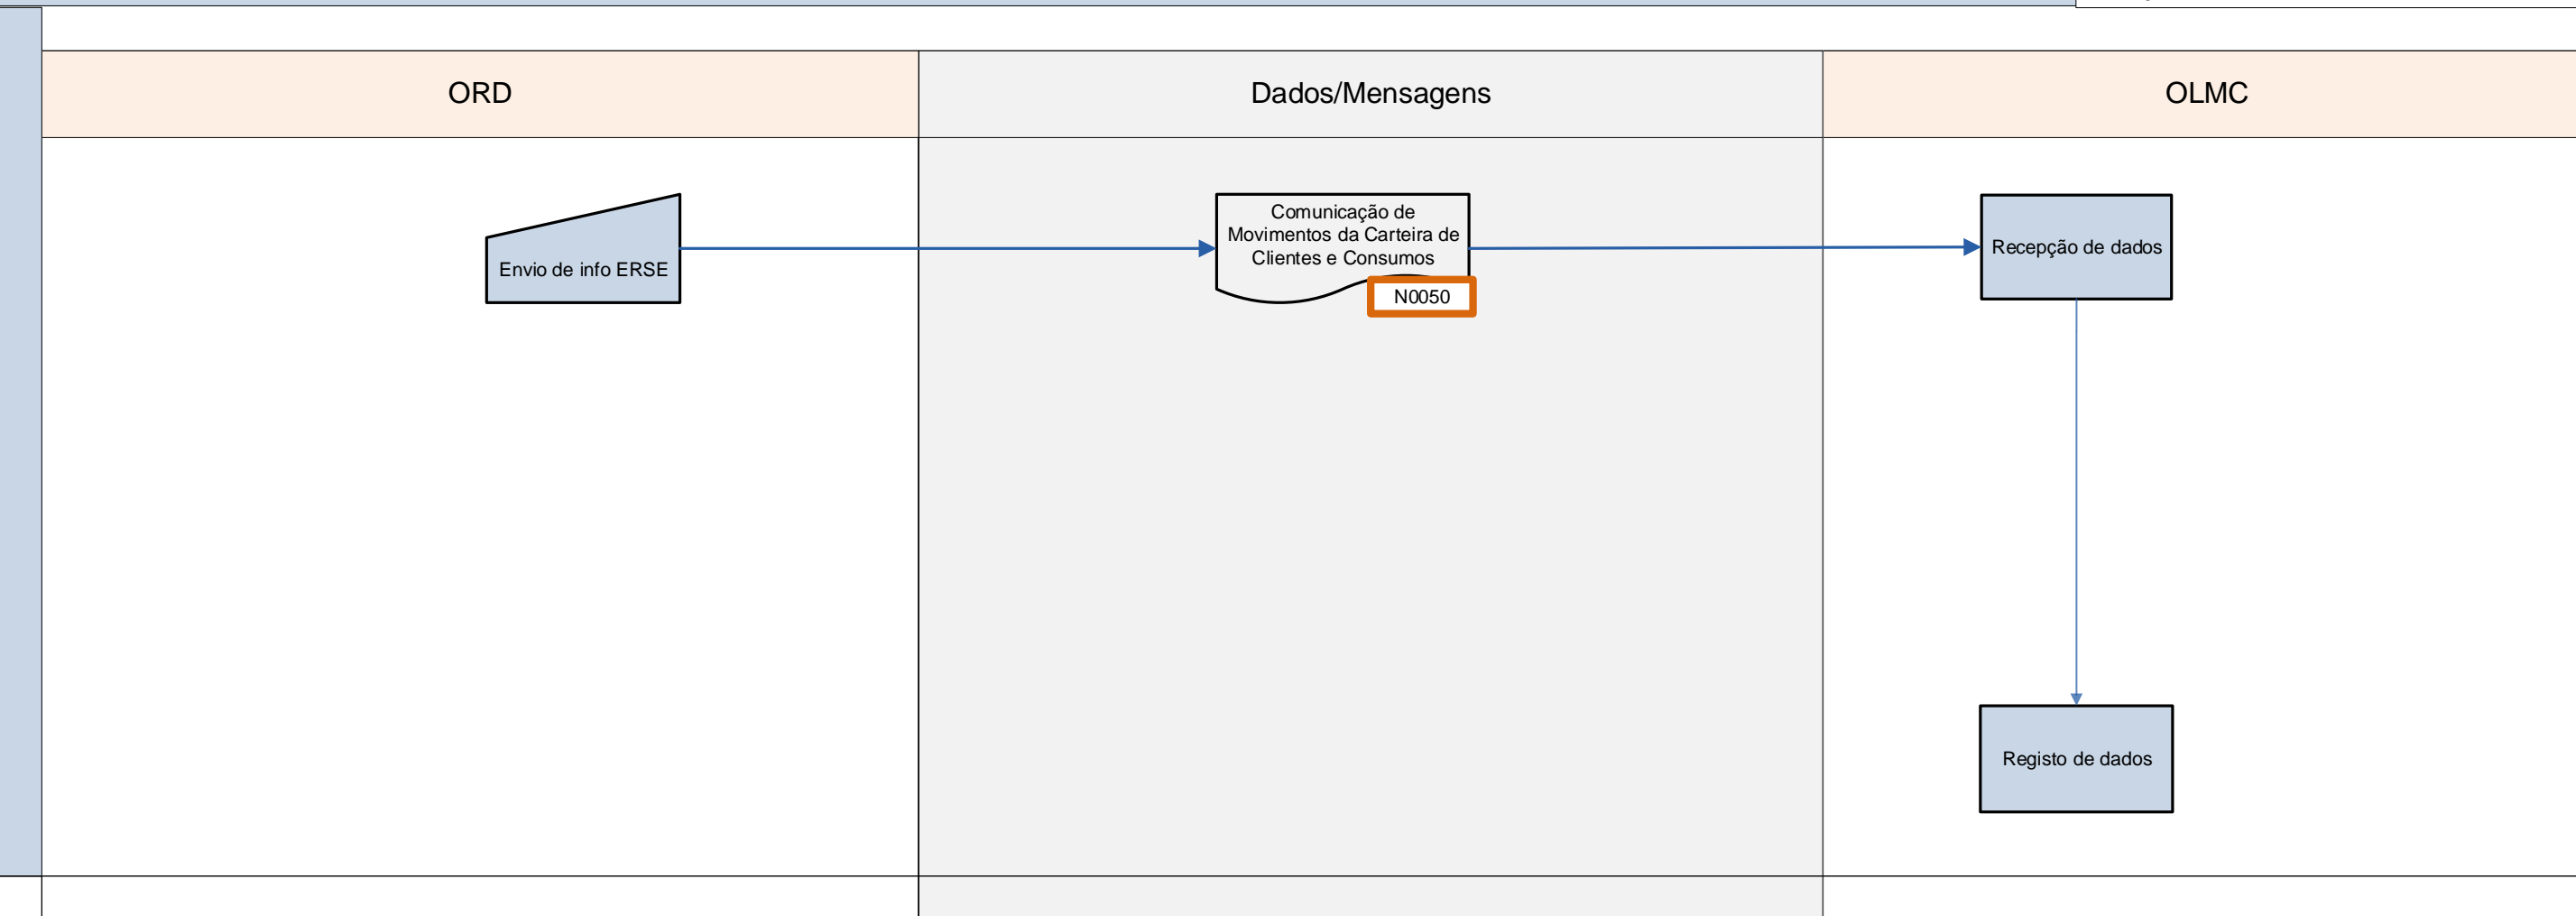 ORD
Dados/Mensagens
OLMC
Envio de info ERSE
Comunicação de
Movimentos da Carteira de
Clientes e Consumos
N0050
Recepção de dados
Registo de dados